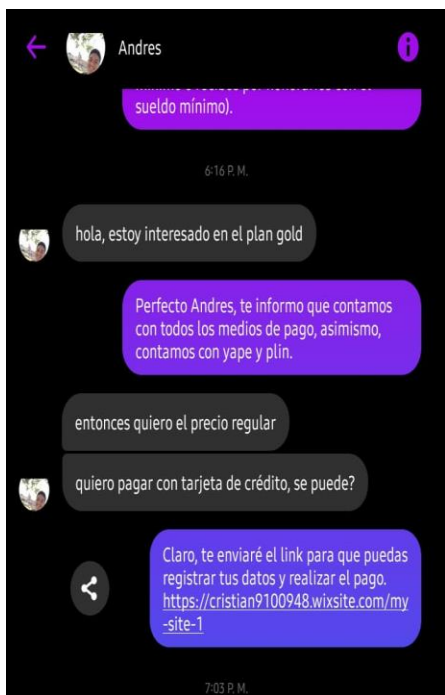 Andres
sueldo mínimo).
6:16 P. M.
hola, estoy interesado en el plan gold
Perfecto Andres, te informo que contamos
con todos los medios de pago, asimismo,
contamos con yape y plin.
entonces quiero el precio regular
quiero pagar con tarjeta de crédito, se puede?
Claro, te enviaré el link para que puedas
registrar tus datos y realizar el pago.
https://cristian9100948.wixsite.com/my
-site-1
7:03 P. M.